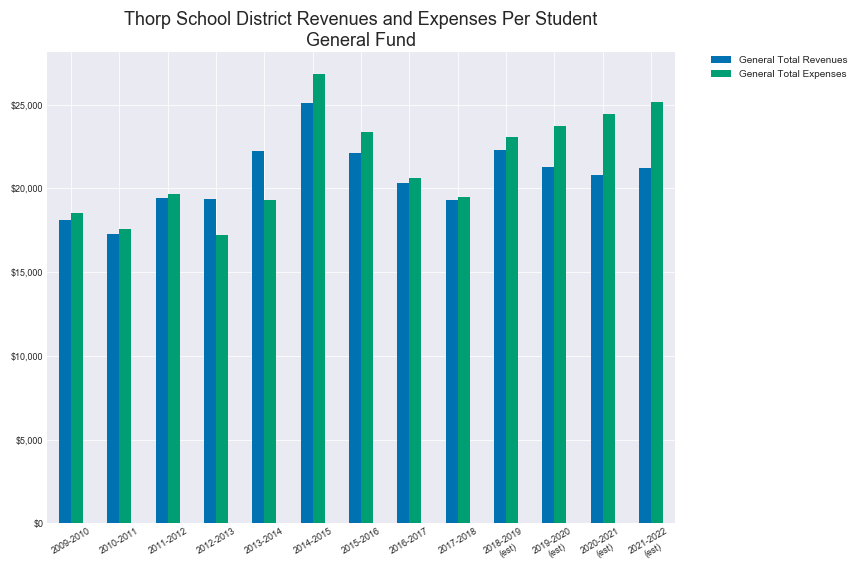 Thorp School District Revenues and Expenses Per Student
General Fund
General Total Revenues
General Total Expenses
$25,000
$20,000
$15,000
$10,000
$5,000
$0
2009-2010
2010-2011
2011-2012
2012-2013
2013-2014
2014-2015
2015-2016
2016-2017
2017-2018
2018-2019
(est)
2019-2020
(est)
2020-2021
(est)
2021-2022
(est)